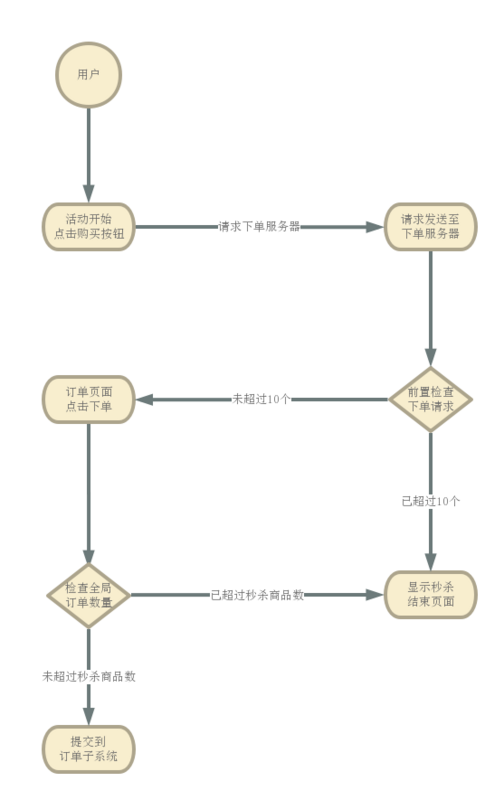 用户
活动开始
点击购买按钮
请求下单服务器
请求发送至
下单服务器
订单页面
点击下单
未超过10个
前置检查
下单请求
已超过10个
检查全局
订单数量
已超过秒杀商品数
显示秒杀
结束页面
未超过秒杀商品数
提交到
订单子系统